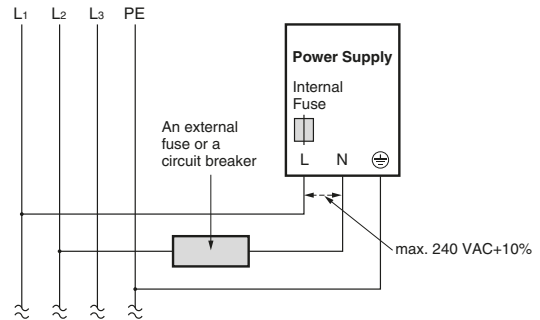 L1 L2 L3 PE
Power Supply
Internal
Fuse
An external
fuse or a
circuit breaker
L N
max. 240 VAC+10%